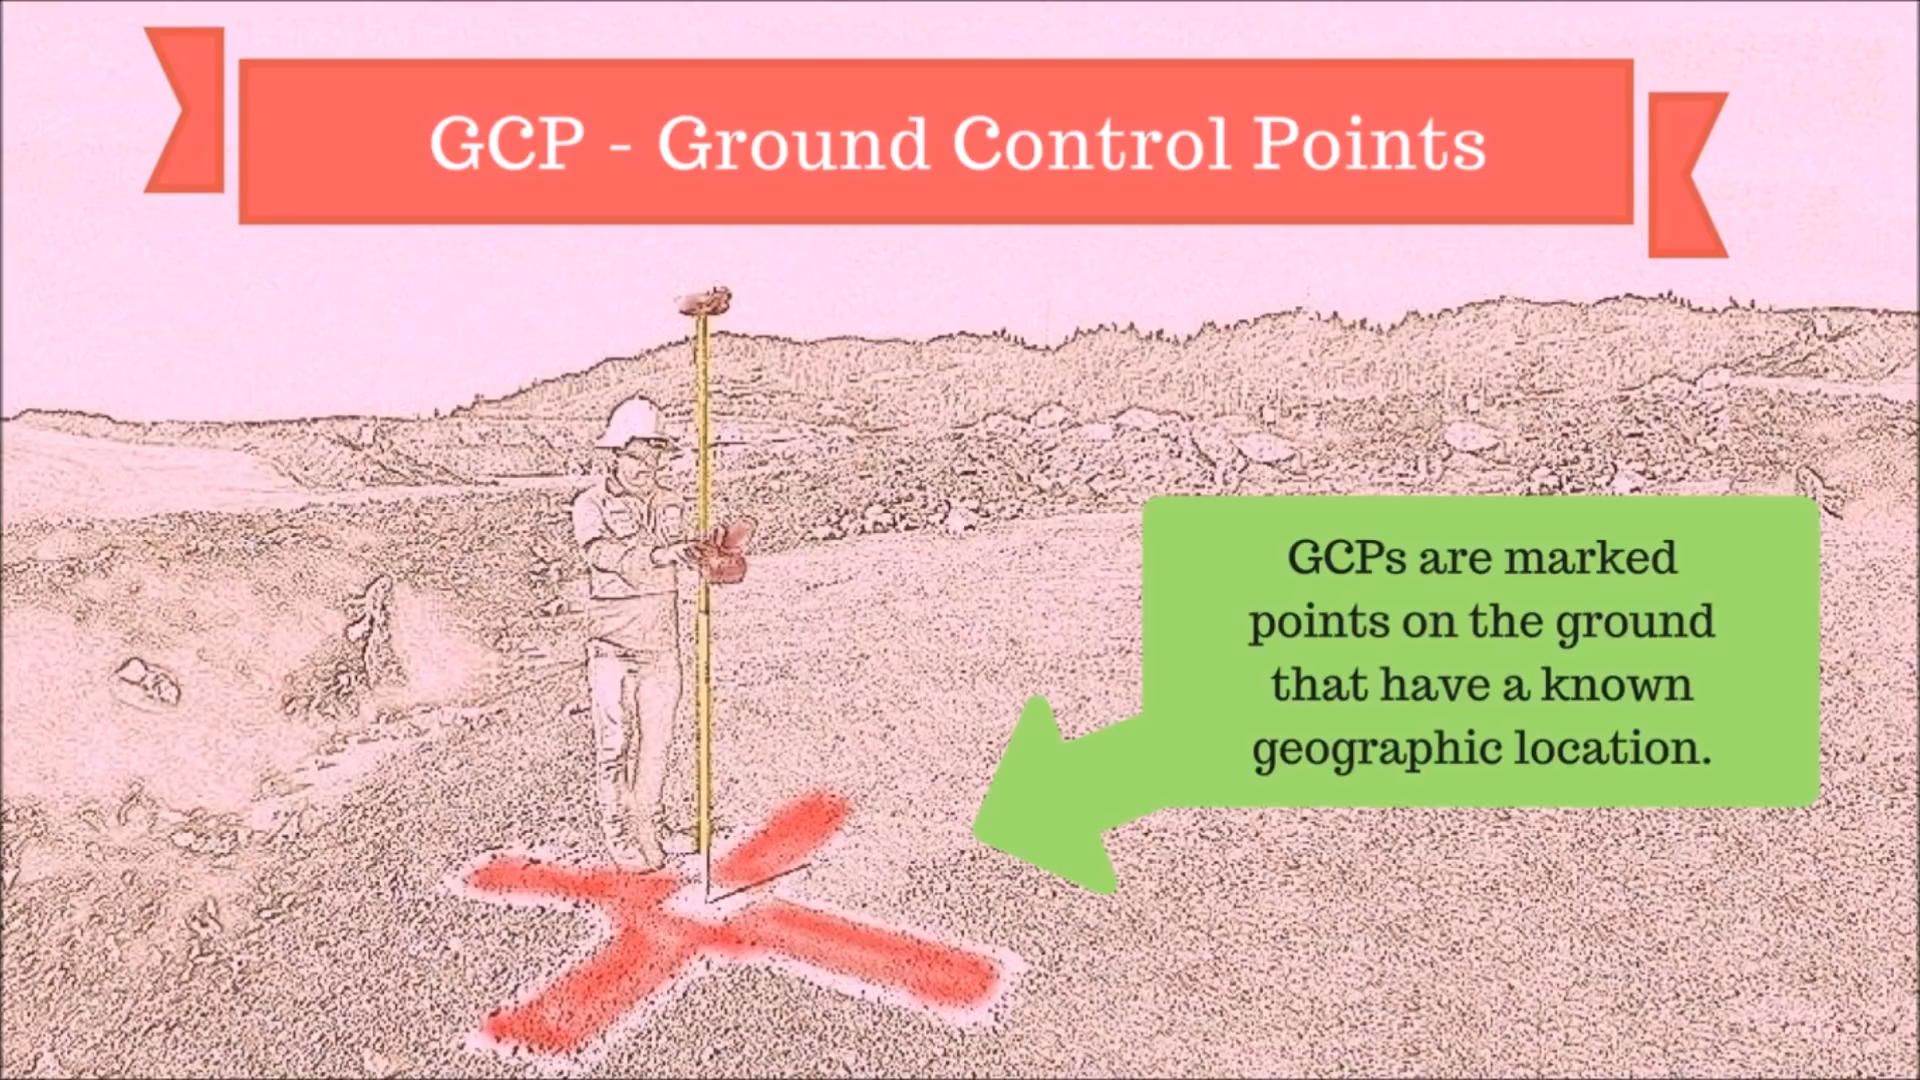 GCP - Ground Control Points
GCPs are marked
points on the ground
that have a known
geographic location.